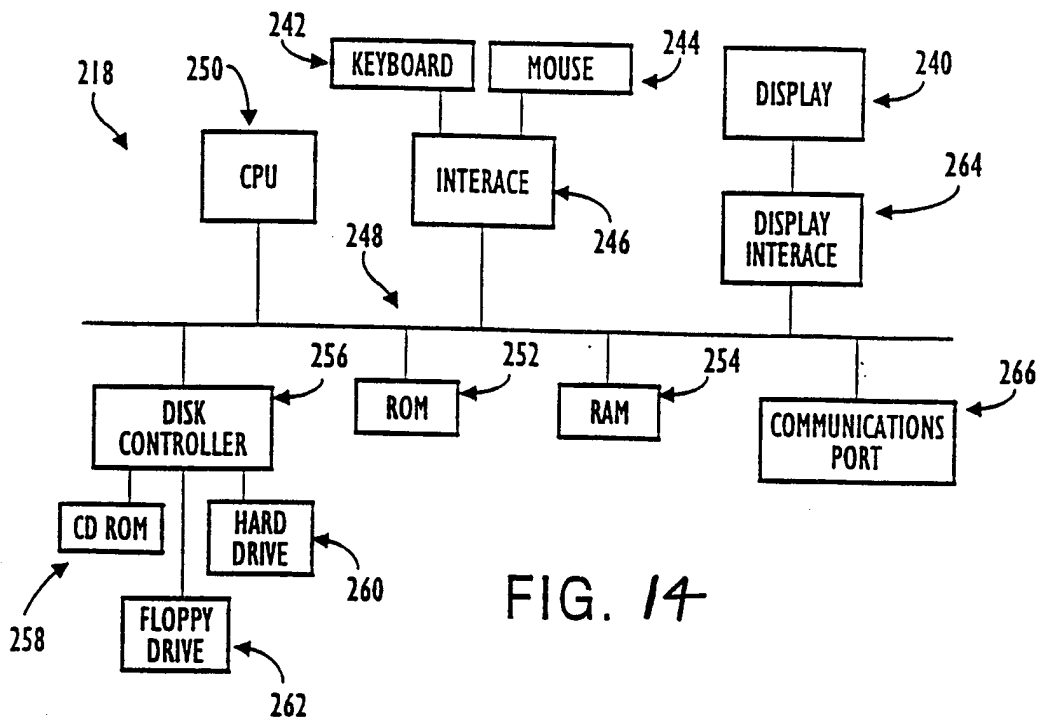 242
KEYBOARD
MOUSE
244
218
250
DISPLAY
240
CPU
INTERACE
246
264
DISPLAY
INTERACE
248
256
252
254
266
DISK
CONTROLLER
ROM
RAM
COMMUNICATIONS
PORT
CD ROM
HARD
DRIVE
260
258
FLOPPY
DRIVE
262
FIG. 14